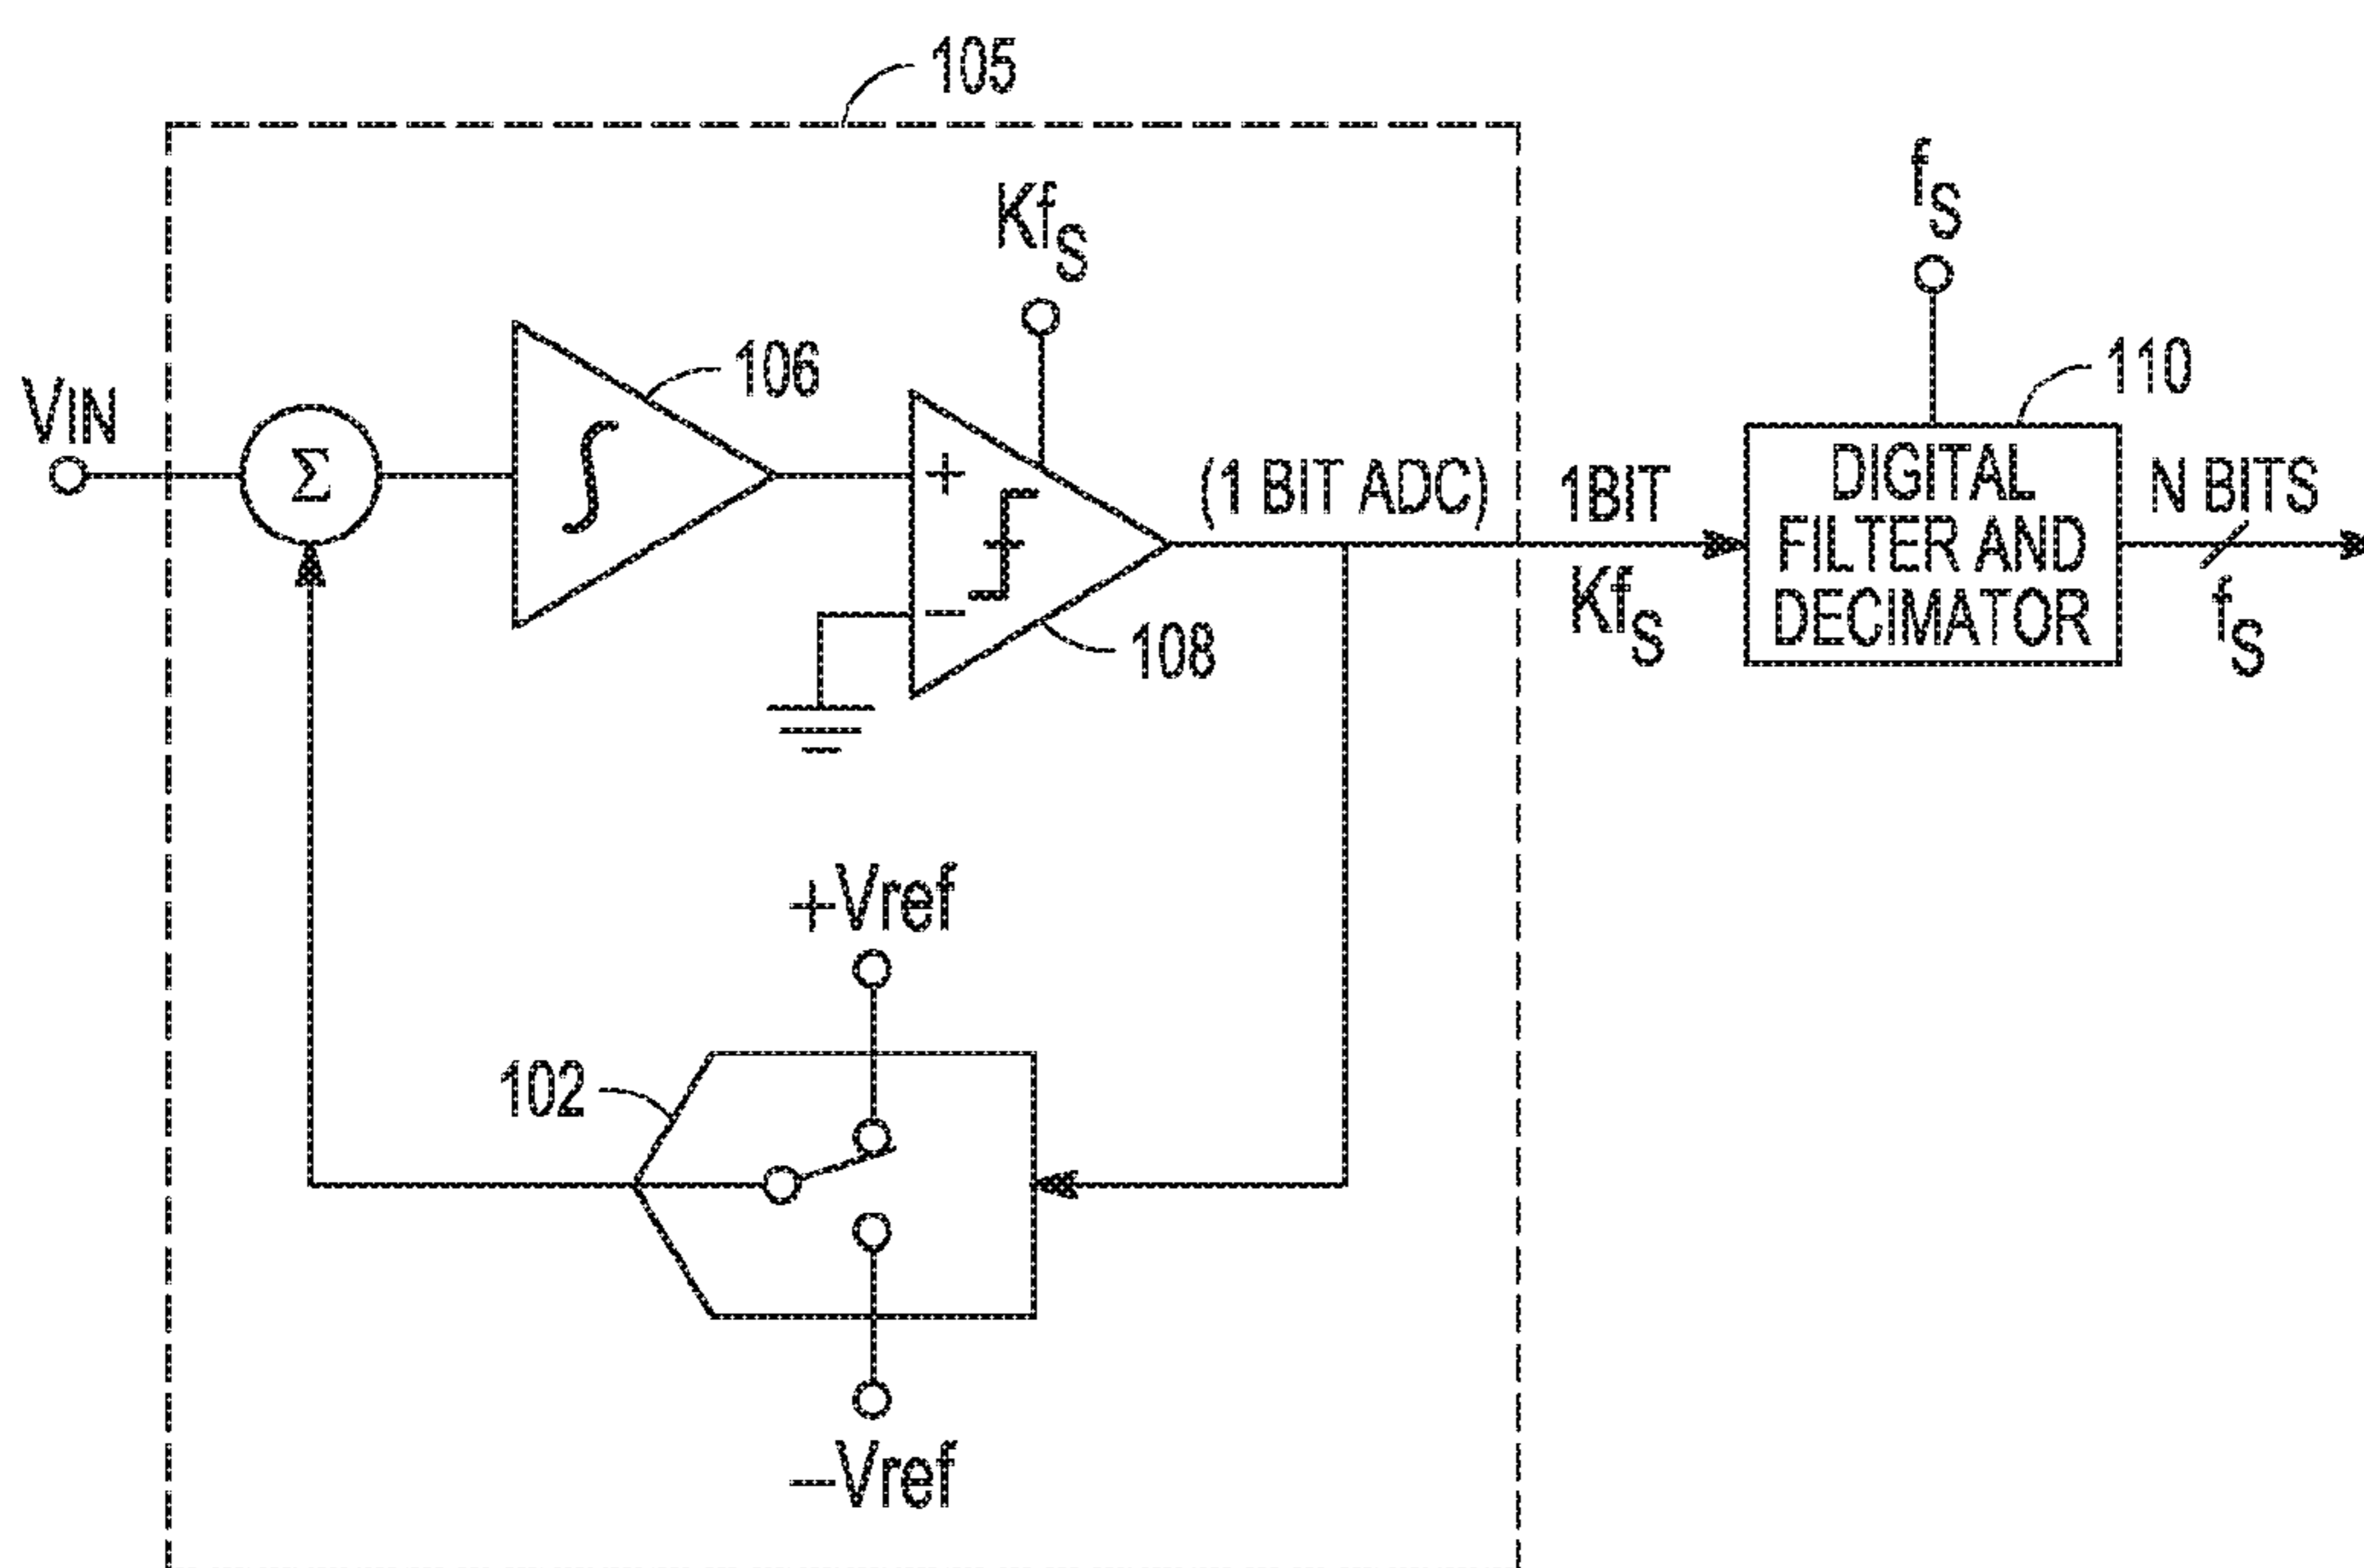 105
Kfs
fs
VIN
Σ
∫
106
+
−
108
(1 BIT ADC)
1BIT
Kfs
110
DIGITAL
FILTER AND
DECIMATOR
N BITS
fs
+Vref
102
−Vref